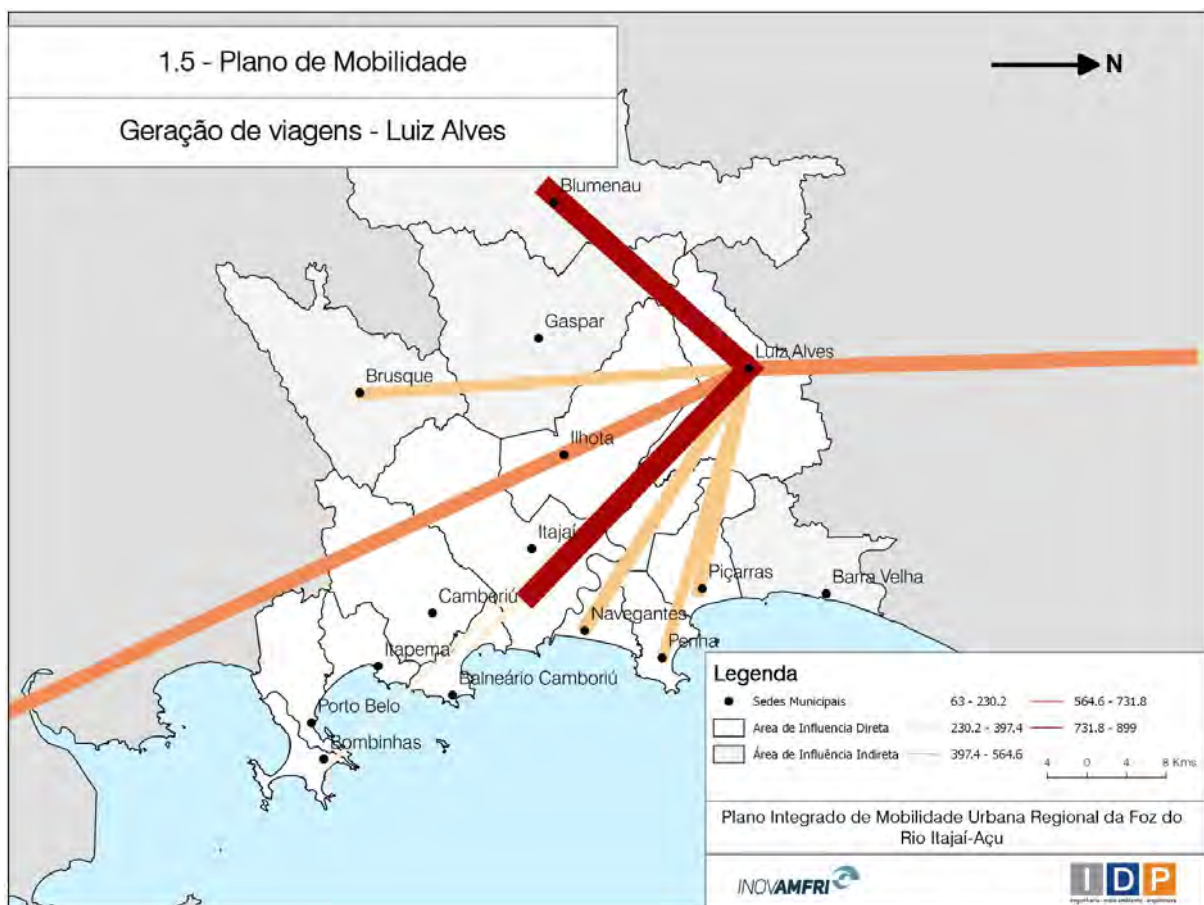 1.5 - Plano de Mobilidade
Geração de viagens - Luiz Alves
N
Blumenau
Gaspar
Luiz Alves
Brusque
Ilhota
Itajaí
Piçarras
Barra Velha
Camboriú
Navegantes
Itapema
Penha
Balneário Camboriú
Porto Belo
Bombinhas
Legenda
Sedes Municipais
63 - 230.2
564.6 - 731.8
Area de Influencia Direta
230.2 - 397.4
731.8 - 899
Área de Influência Indireta
397.4 - 564.6
4 0 4 8 Kms
Plano Integrado de Mobilidade Urbana Regional da Foz do
Rio Itajaí-Açu
INOVAMFRI
IDP
engenharia - meio ambiente - arquitetura